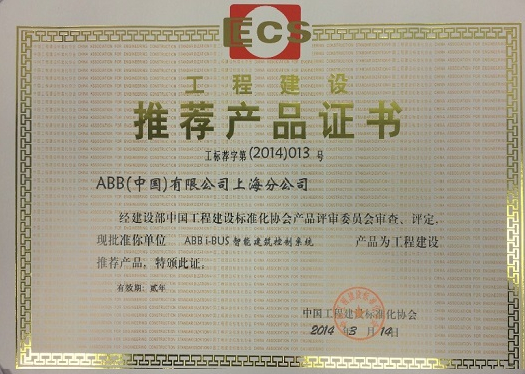 ECS
工程建设
推荐产品证书
工标荐字第(2014)013 号
ABB(中国)有限公司上海分公司
经建设部中国工程建设标准化协会产品评审委员会审查、评定,
现批准你单位 ABB i-BUS 智能建筑控制系统 产品为工程建设
推荐产品,特颁此证。
有效期:贰年
中国工程建设标准化协会
2014 年 3 月 14 日